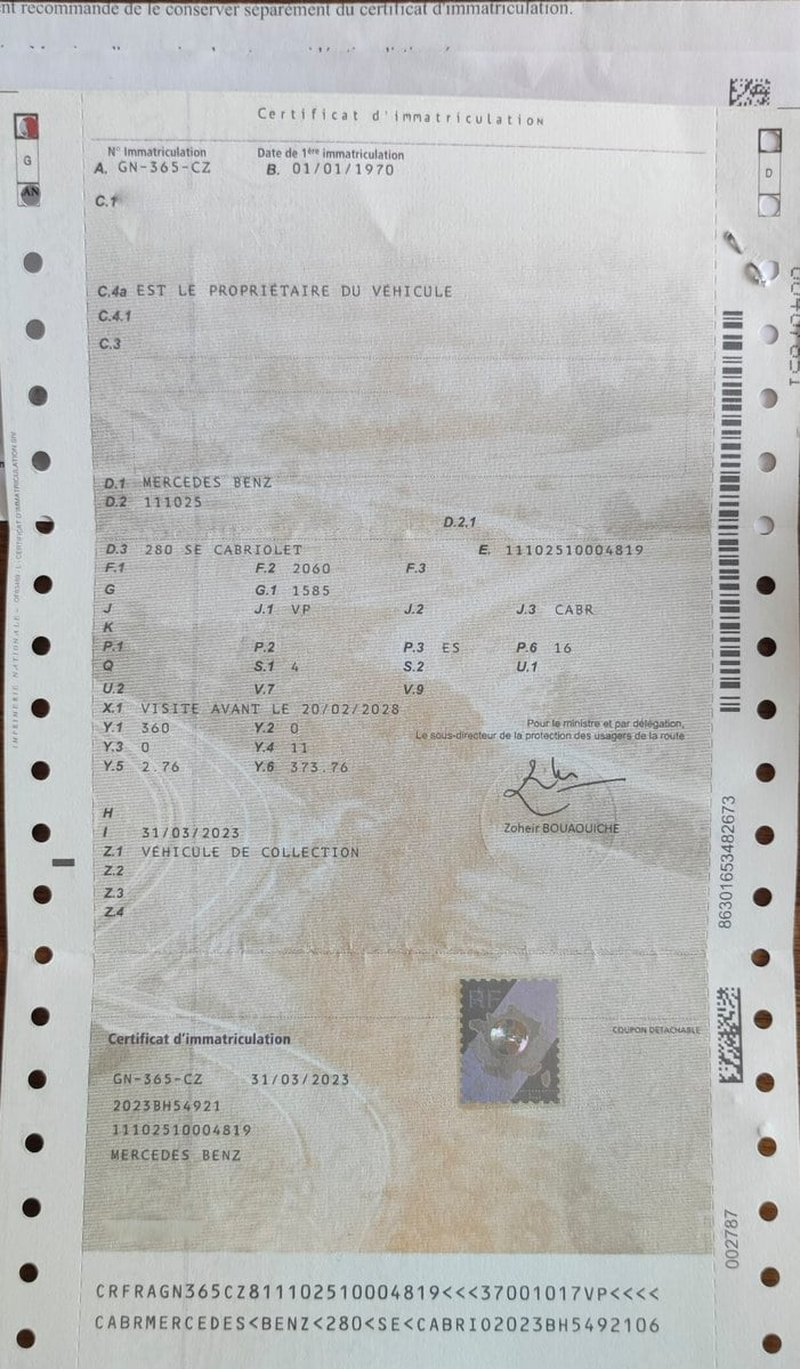 nt recommandé de le conserver séparément du certificat d'immatriculation.
Certificat d'immatriculation
N° Immatriculation Date de 1ère immatriculation
A. GN-365-CZ B. 01/01/1970
G
D
AN
C.1
C.4a EST LE PROPRIÉTAIRE DU VÉHICULE
C.4.1
C.3
D.1 MERCEDES BENZ
D.2 111025
D.2.1
D.3 280 SE CABRIOLET E. 11102510004819
F.1 F.2 2060 F.3
G G.1 1585
J J.1 VP J.2 J.3 CABR
K
P.1 P.2 P.3 ES P.6 16
Q S.1 4 S.2 U.1
U.2 V.7 V.9
X.1 VISITE AVANT LE 20/02/2028
Y.1 360 Y.2 0
Pour le ministre et par délégation,
Le sous-directeur de la protection des usagers de la route
Y.3 0 Y.4 11
Y.5 2.76 Y.6 373.76
H
Zoheir BOUAOUICHE
I 31/03/2023
Z.1 VÉHICULE DE COLLECTION
Z.2
Z.3
Z.4
86301653482673
RF
COUPON DÉTACHABLE
Certificat d'immatriculation
GN-365-CZ 31/03/2023
2023BH54921
11102510004819
MERCEDES BENZ
002787
CRFRAGN365CZ811102510004819<<<37001017VP<<<<
CABRMERCEDES<BENZ<280<SE<CABRIO2023BH5492106